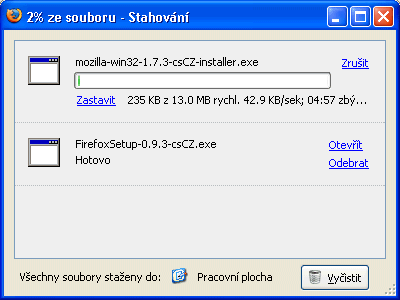 2% ze souboru - Stahování
mozilla-win32-1.7.3-csCZ-installer.exe Zrušit
Zastavit 235 KB z 13.0 MB rychl. 42.9 KB/sek; 04:57 zbý...
FirefoxSetup-0.9.3-csCZ.exe Otevřít
Hotovo Odebrat
Všechny soubory staženy do: Pracovní plocha Vyčistit